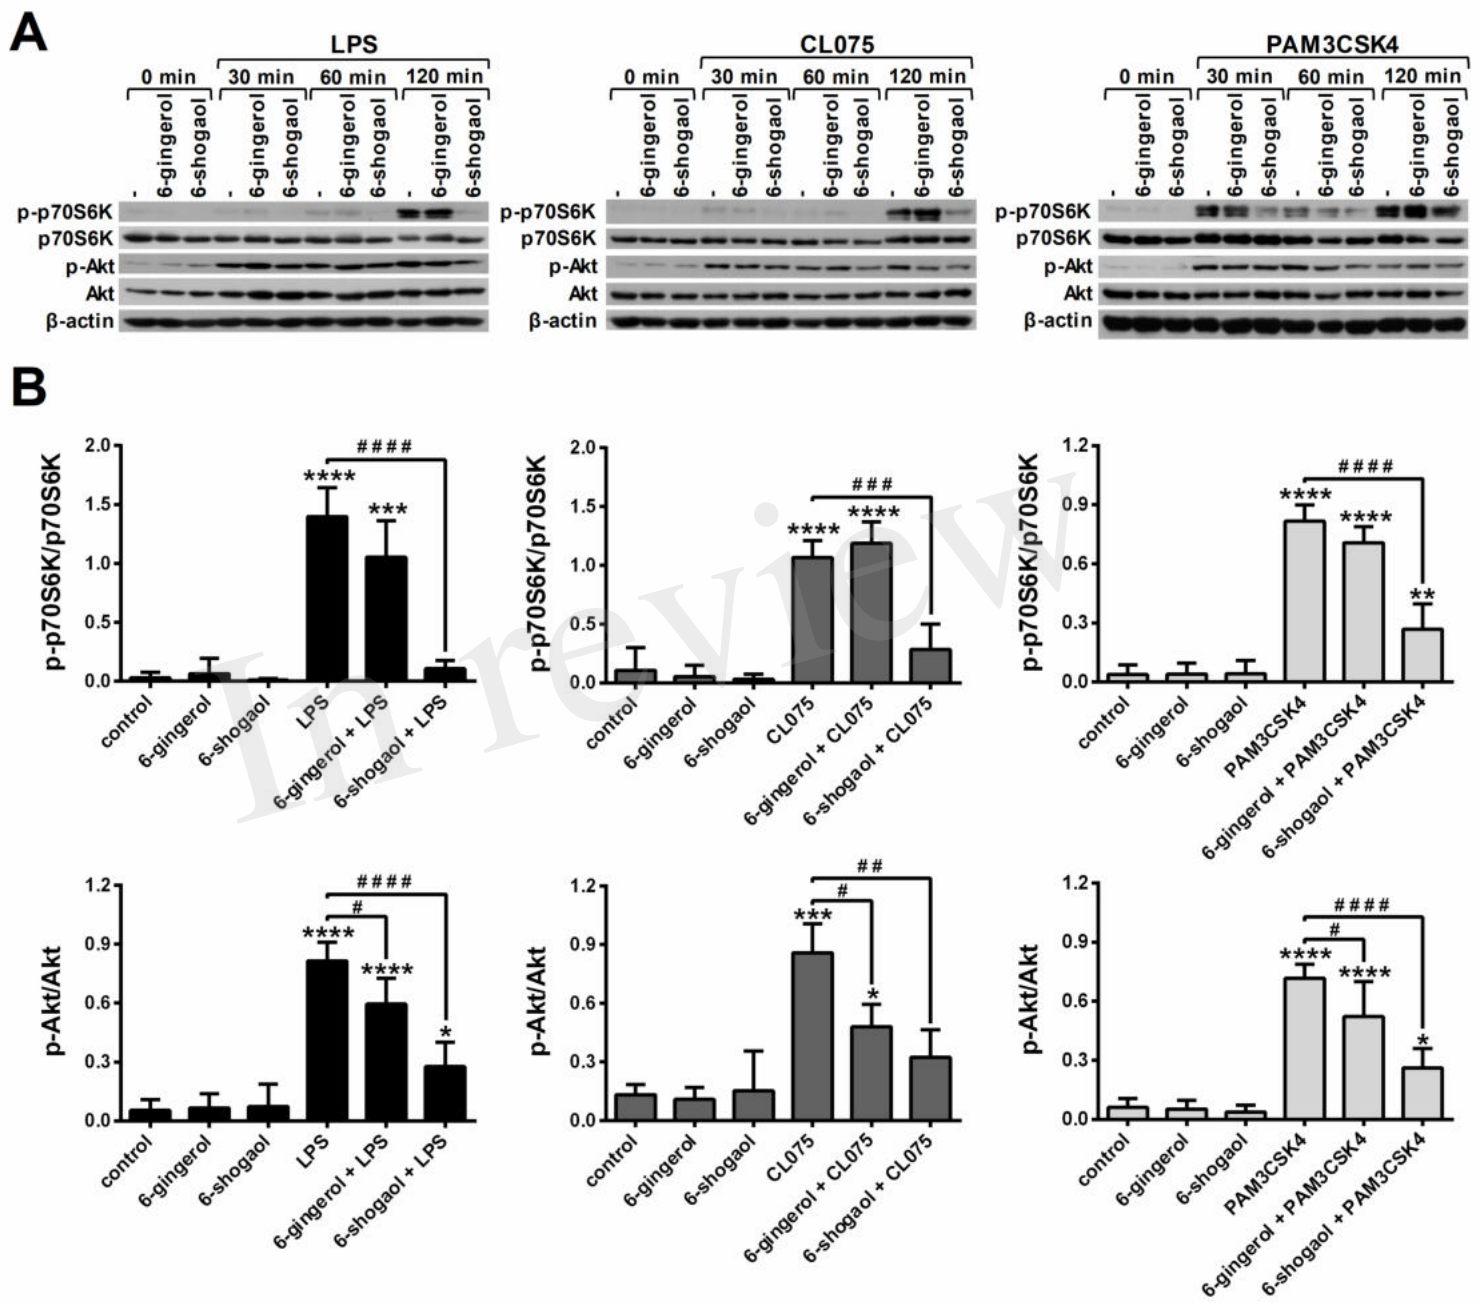 A
LPS CL075 PAM3CSK4
0 min 30 min 60 min 120 min 0 min 30 min 60 min 120 min 0 min 30 min 60 min 120 min
- 6-gingerol 6-shogaol - 6-gingerol 6-shogaol - 6-gingerol 6-shogaol - 6-gingerol 6-shogaol - 6-gingerol 6-shogaol - 6-gingerol 6-shogaol - 6-gingerol 6-shogaol - 6-gingerol 6-shogaol - 6-gingerol 6-shogaol - 6-gingerol 6-shogaol - 6-gingerol 6-shogaol - 6-gingerol 6-shogaol
p-p70S6K p-p70S6K p-p70S6K
p70S6K p70S6K p70S6K
p-Akt p-Akt p-Akt
Akt Akt Akt
β-actin β-actin β-actin
B
p-p70S6K/p70S6K
2.0
1.5
1.0
0.5
0.0
####
****
***
control 6-gingerol 6-shogaol LPS 6-gingerol + LPS 6-shogaol + LPS
p-p70S6K/p70S6K
2.0
1.5
1.0
0.5
0.0
###
****
****
control 6-gingerol 6-shogaol CL075 6-gingerol + CL075 6-shogaol + CL075
p-p70S6K/p70S6K
1.2
0.9
0.6
0.3
0.0
####
****
****
**
control 6-gingerol 6-shogaol PAM3CSK4 6-gingerol + PAM3CSK4 6-shogaol + PAM3CSK4
In review
p-Akt/Akt
1.2
0.9
0.6
0.3
0.0
####
#
****
****
*
control 6-gingerol 6-shogaol LPS 6-gingerol + LPS 6-shogaol + LPS
p-Akt/Akt
1.2
0.9
0.6
0.3
0.0
##
#
***
*
control 6-gingerol 6-shogaol CL075 6-gingerol + CL075 6-shogaol + CL075
p-Akt/Akt
1.2
0.9
0.6
0.3
0.0
####
#
****
****
*
control 6-gingerol 6-shogaol PAM3CSK4 6-gingerol + PAM3CSK4 6-shogaol + PAM3CSK4